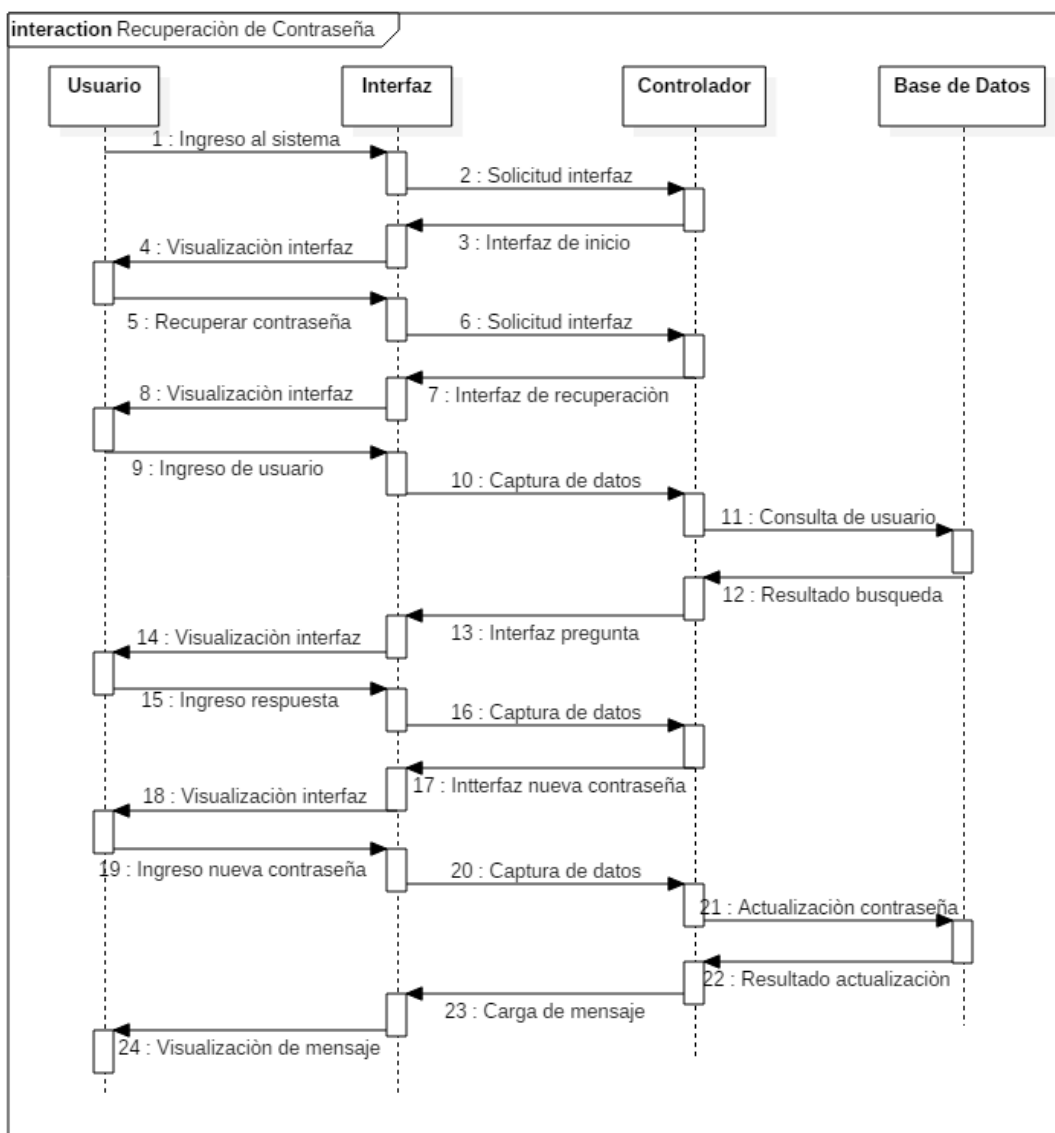 interaction Recuperaciòn de Contraseña
Usuario
Interfaz
Controlador
Base de Datos
1 : Ingreso al sistema
2 : Solicitud interfaz
3 : Interfaz de inicio
4 : Visualizaciòn interfaz
5 : Recuperar contraseña
6 : Solicitud interfaz
7 : Interfaz de recuperaciòn
8 : Visualizaciòn interfaz
9 : Ingreso de usuario
10 : Captura de datos
11 : Consulta de usuario
12 : Resultado busqueda
13 : Interfaz pregunta
14 : Visualizaciòn interfaz
15 : Ingreso respuesta
16 : Captura de datos
17 : Intterfaz nueva contraseña
18 : Visualizaciòn interfaz
19 : Ingreso nueva contraseña
20 : Captura de datos
21 : Actualizaciòn contraseña
22 : Resultado actualizaciòn
23 : Carga de mensaje
24 : Visualizaciòn de mensaje